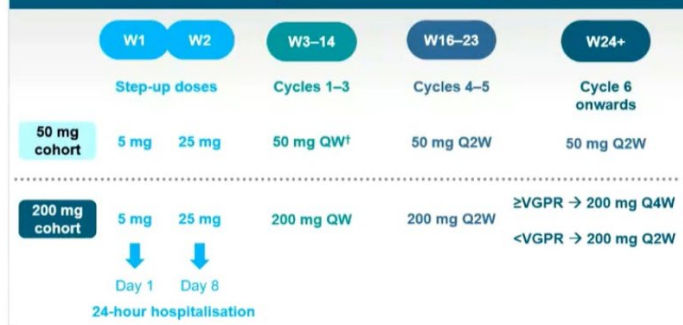 W1 W2 W3–14 W16–23 W24+
Step-up doses Cycles 1–3 Cycles 4–5 Cycle 6
onwards
50 mg
cohort
5 mg 25 mg 50 mg QW† 50 mg Q2W 50 mg Q2W
200 mg
cohort
5 mg 25 mg 200 mg QW 200 mg Q2W
≥VGPR → 200 mg Q4W
<VGPR → 200 mg Q2W
Day 1 Day 8
24-hour hospitalisation